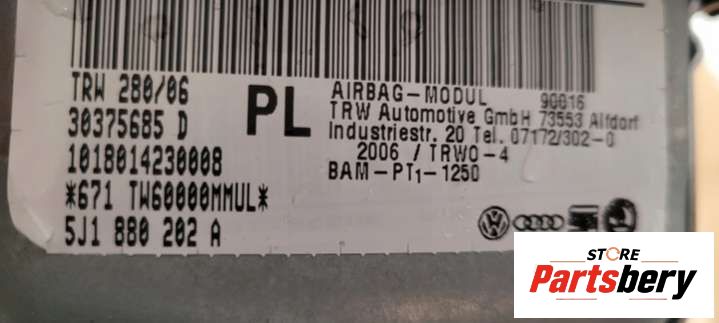 TRW 280/06
30375685 D
1018014230008
*671 TW60000MMUL*
5J1 880 202 A
PL
AIRBAG-MODUL 90016
TRW Automotive GmbH 73553 Alfdorf
Industriestr. 20 Tel. 07172/302-0
2006 / TRWO-4
BAM-PT1-1250
STORE
Partsbery